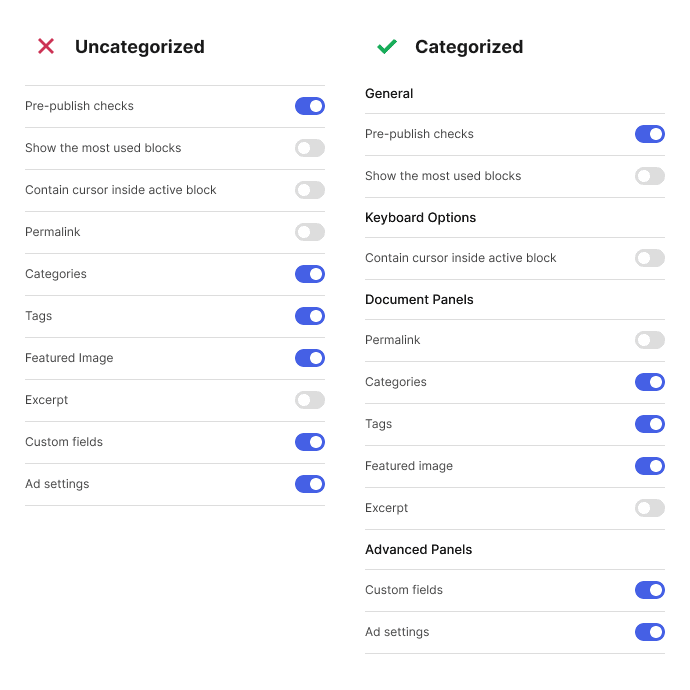 Uncategorized
Pre-publish checks
Show the most used blocks
Contain cursor inside active block
Permalink
Categories
Tags
Featured Image
Excerpt
Custom fields
Ad settings
Categorized
General
Pre-publish checks
Show the most used blocks
Keyboard Options
Contain cursor inside active block
Document Panels
Permalink
Categories
Tags
Featured image
Excerpt
Advanced Panels
Custom fields
Ad settings